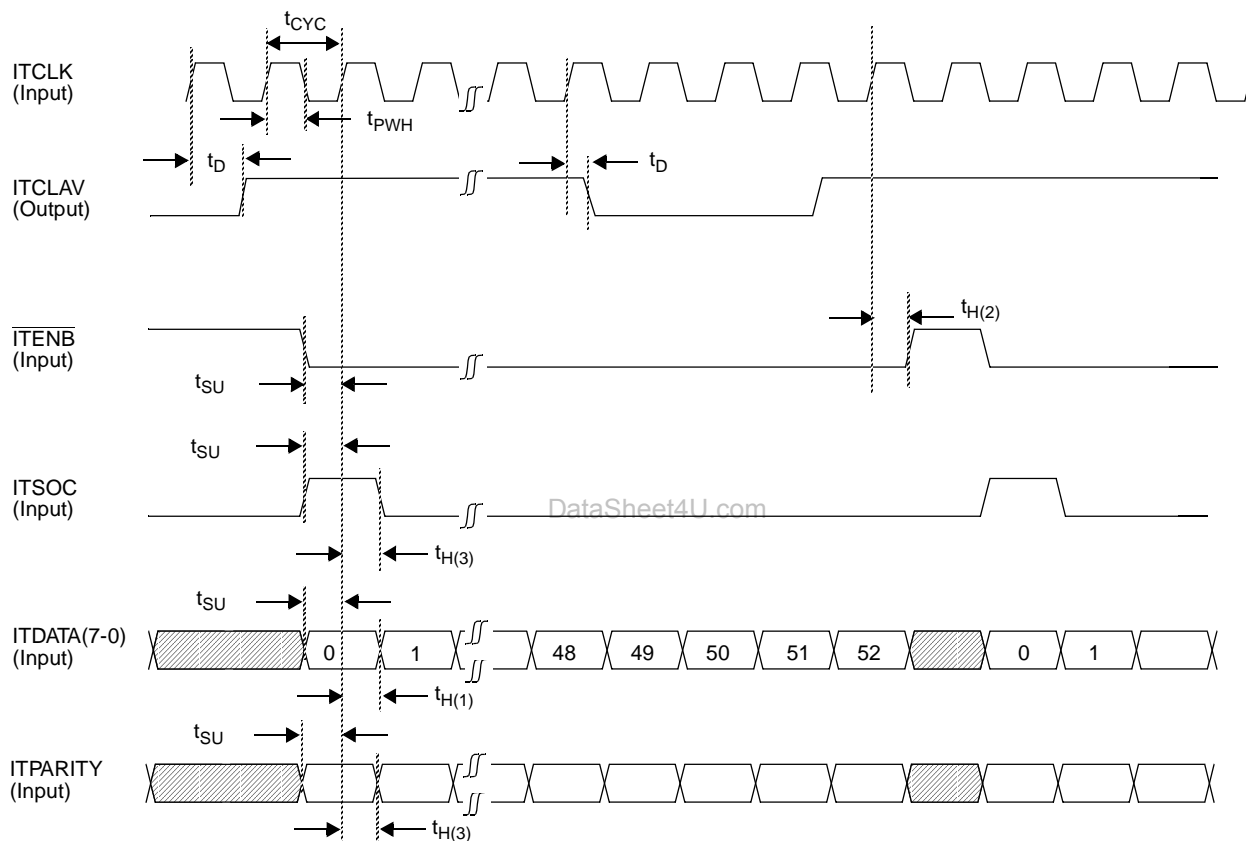 tCYC
ITCLK
(Input)
tPWH
tD
tD
ITCLAV
(Output)
tH(2)
ITENB
(Input)
tSU
tSU
ITSOC
(Input)
DataSheet4U.com
tH(3)
tSU
ITDATA(7-0)
(Input)
0 1 48 49 50 51 52 0 1
tH(1)
tSU
ITPARITY
(Input)
tH(3)